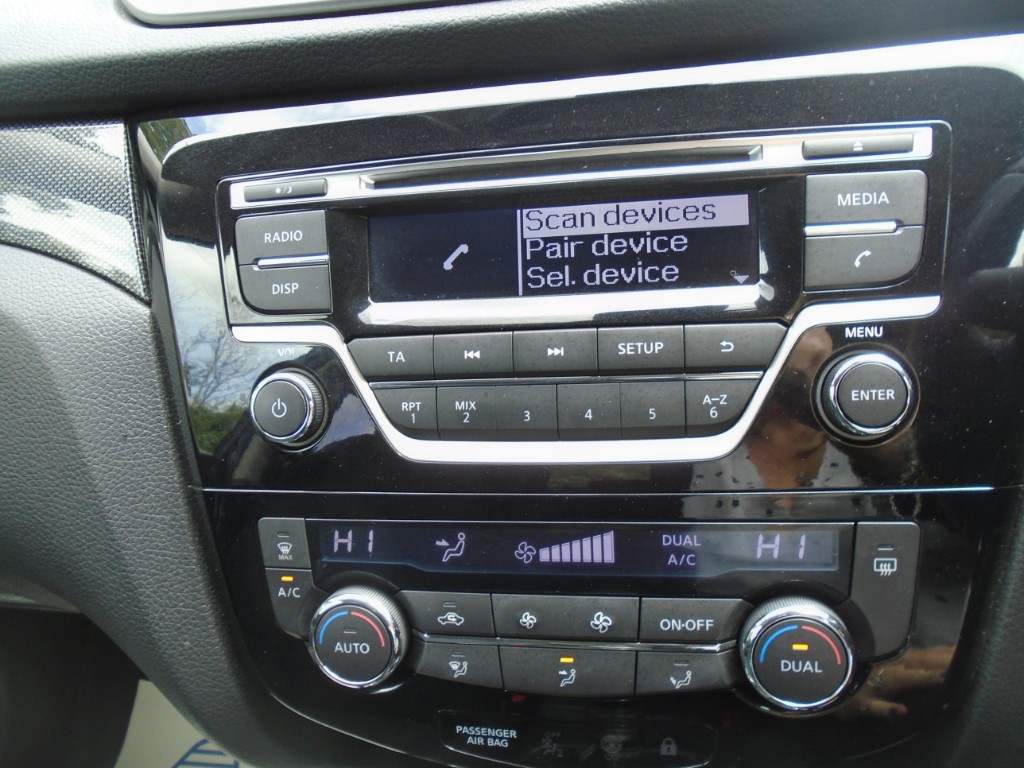 MEDIA
RADIO
DISP
Scan devices
Pair device
Sel. device
VOL
TA
SETUP
MENU
ENTER
RPT
1
MIX
2
3
4
5
A-Z
6
MAX
A/C
HI
DUAL
A/C
HI
AUTO
ON·OFF
DUAL
PASSENGER
AIR BAG
OFF